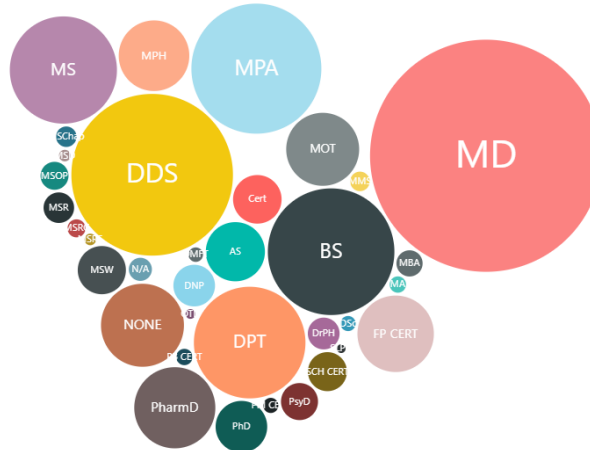 MS
MPH
MPA
MD
MOT
DDS
MSOP
MMS
Cert
MSR
AS
BS
MSW
N/A
MBA
MA
DNP
NONE
DPT
DrPH
FP CERT
SCH CERT
PharmD
PsyD
PhD